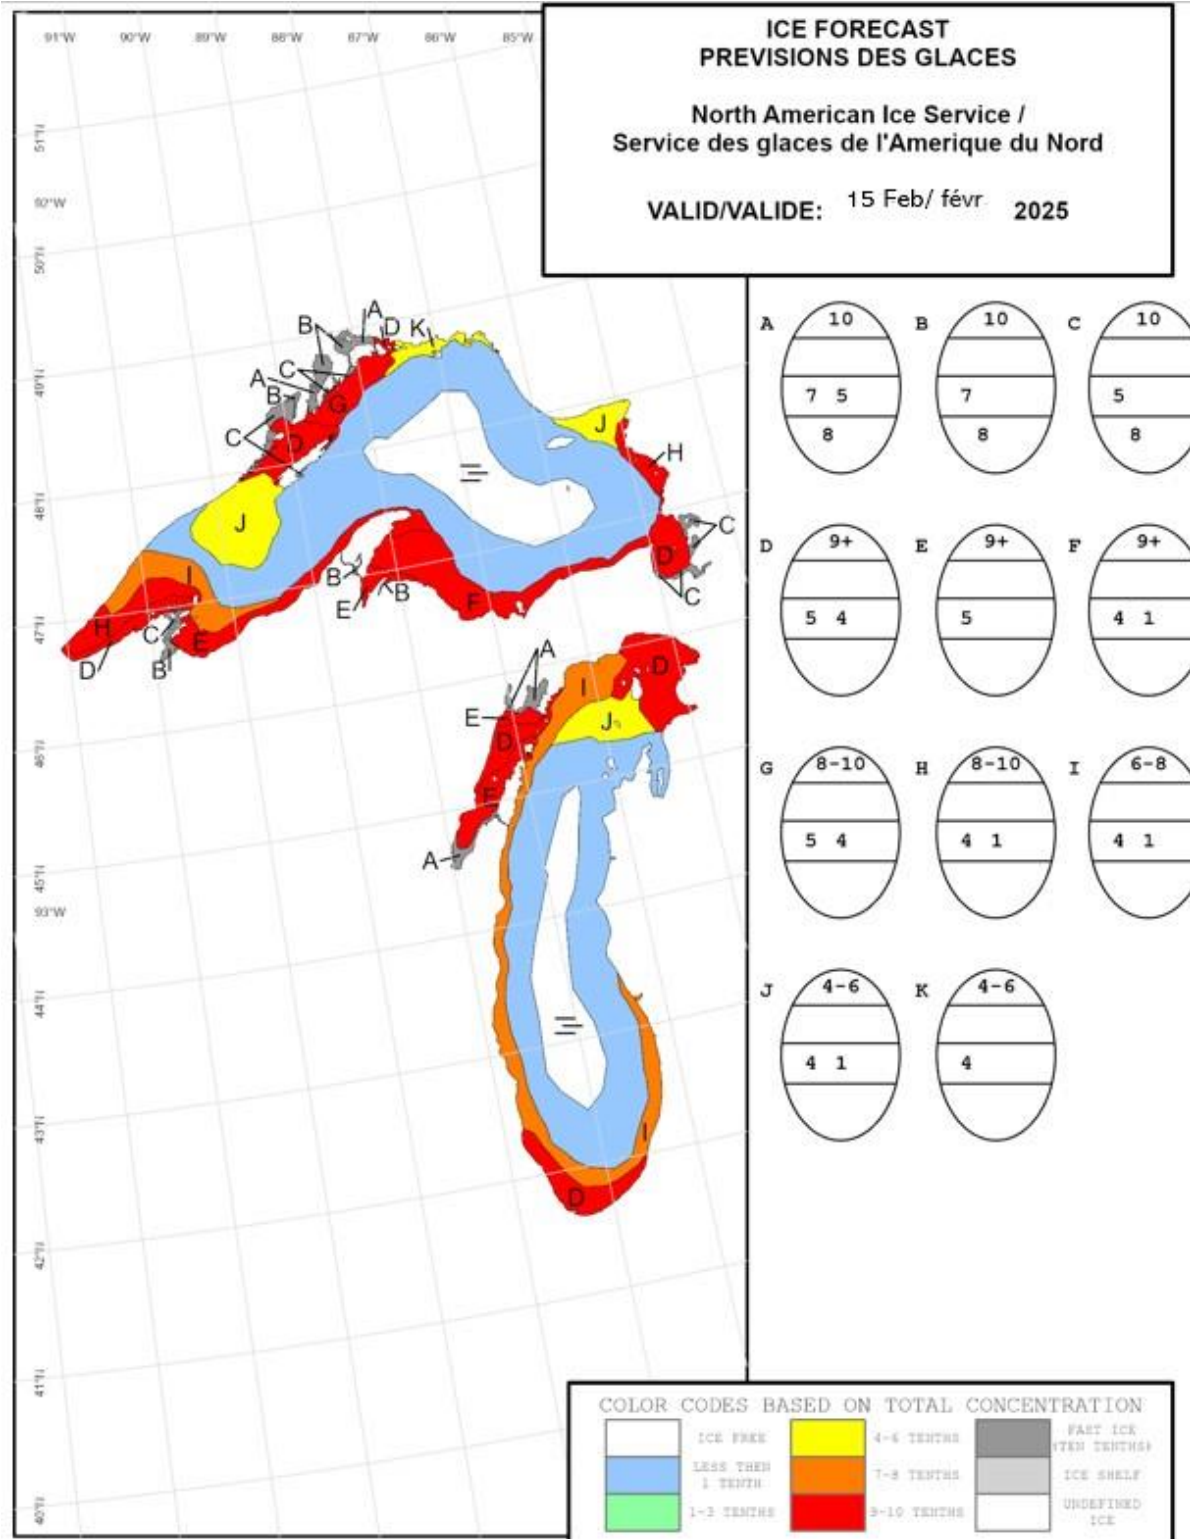 91°W 90°W 89°W 88°W 87°W 86°W 85°W
ICE FORECAST
PREVISIONS DES GLACES
North American Ice Service /
Service des glaces de l'Amerique du Nord
VALID/VALIDE: 15 Feb/ févr 2025
51°N
92°W
50°N
49°N
48°N
47°N
46°N
45°N
93°W
44°N
43°N
42°N
41°N
40°N
A
B D K
C
A
B G
C D
J
H
J
I
H
C
D B E
B
E B
F
D
C
C
A
D
I
E J
D
F
A
I
D
A 10 B 10 C 10
7 5 7 5
8 8 8
D 9+ E 9+ F 9+
5 4 5 4 1
G 8-10 H 8-10 I 6-8
5 4 4 1 4 1
J 4-6 K 4-6
4 1 4
COLOR CODES BASED ON TOTAL CONCENTRATION
ICE FREE 4-6 TENTHS FAST ICE
(TEN TENTHS)
LESS THEN
1 TENTH 7-8 TENTHS ICE SHELF
1-3 TENTHS 9-10 TENTHS UNDEFINED
ICE